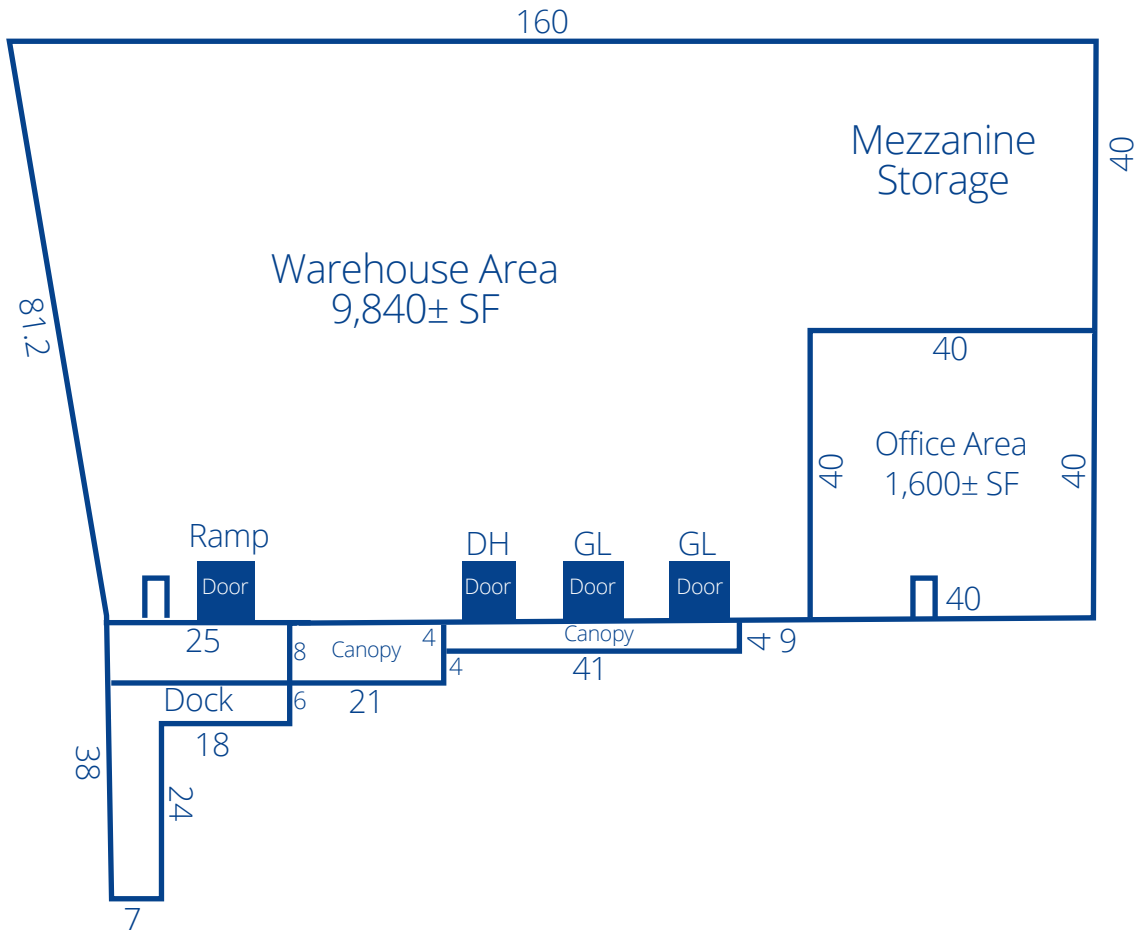 160
Mezzanine
Storage
40
Warehouse Area
9,840± SF
81.2
40
Office Area
1,600± SF
40
40
Ramp
DH
GL
GL
Door
Door
Door
Door
40
25
8
Canopy
4
4
Canopy
41
4
9
Dock
6
21
18
38
24
7